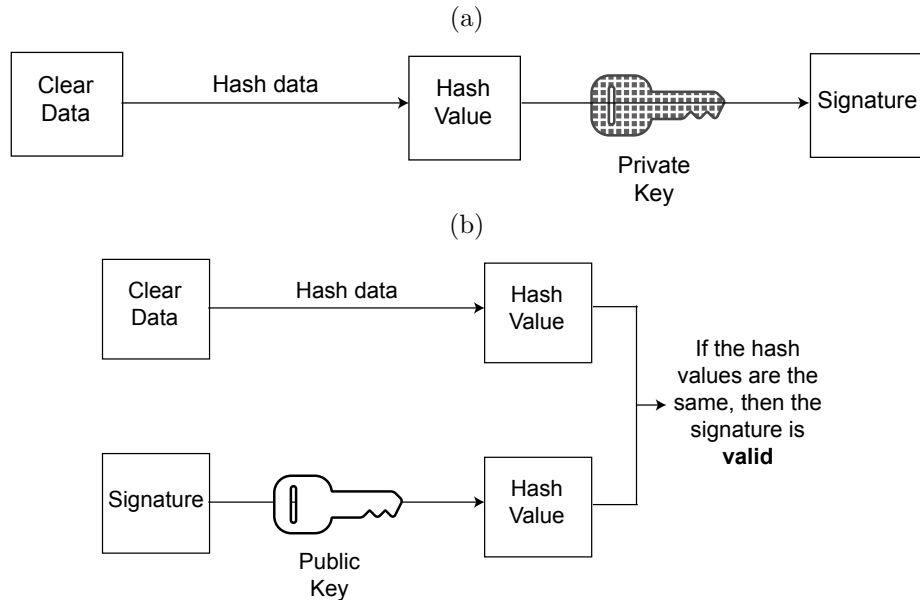 (a)
Clear
Data
Hash data
Hash
Value
Private
Key
Signature
(b)
Clear
Data
Hash data
Hash
Value
If the hash
values are the
same, then the
signature is
valid
Signature
Public
Key
Hash
Value